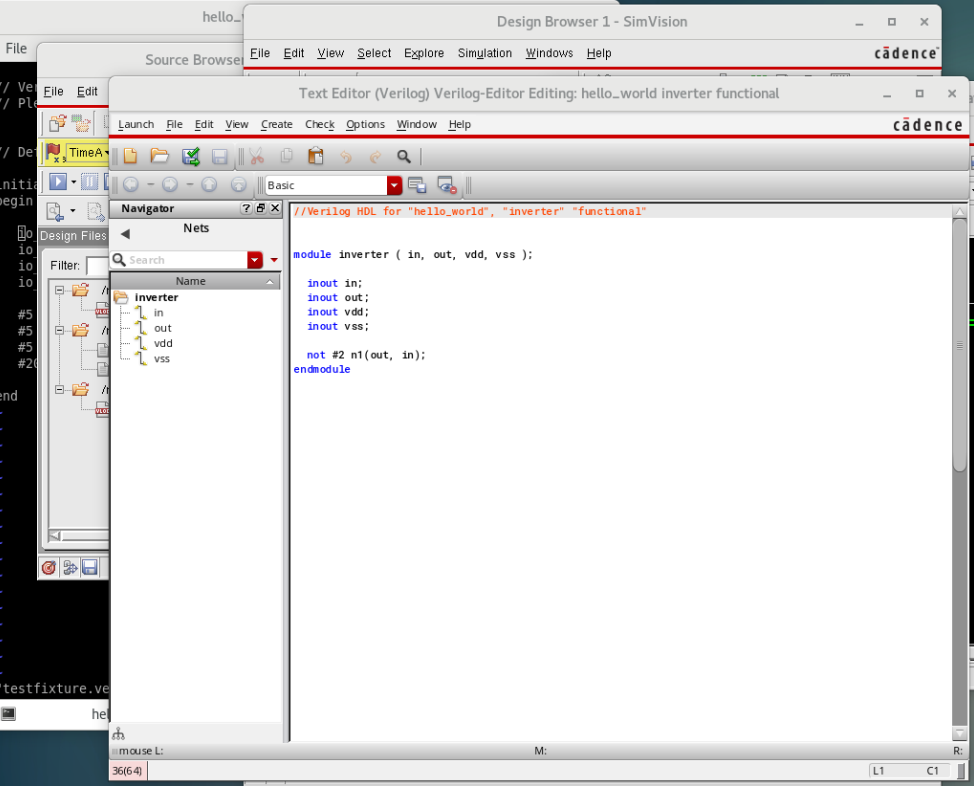 hello_
Design Browser 1 - SimVision
File
Source Browser
File Edit View Select Explore Simulation Windows Help
cādence
// Ver
// Ple
File Edit
Text Editor (Verilog) Verilog-Editor Editing: hello_world inverter functional
Launch File Edit View Create Check Options Window Help
cādence
// Def
TimeA
initia
begin
Basic
Navigator
Nets
Search
Name
inverter
in
out
vdd
vss
//Verilog HDL for "hello_world", "inverter" "functional"
module inverter ( in, out, vdd, vss );
inout in;
inout out;
inout vdd;
inout vss;
not #2 n1(out, in);
endmodule
io
io
io
io_
Design Files
Filter:
#5
#5
#5
#20
end
"testfixture.ve
hel
mouse L:
M:
R:
36(64)
L1 C1